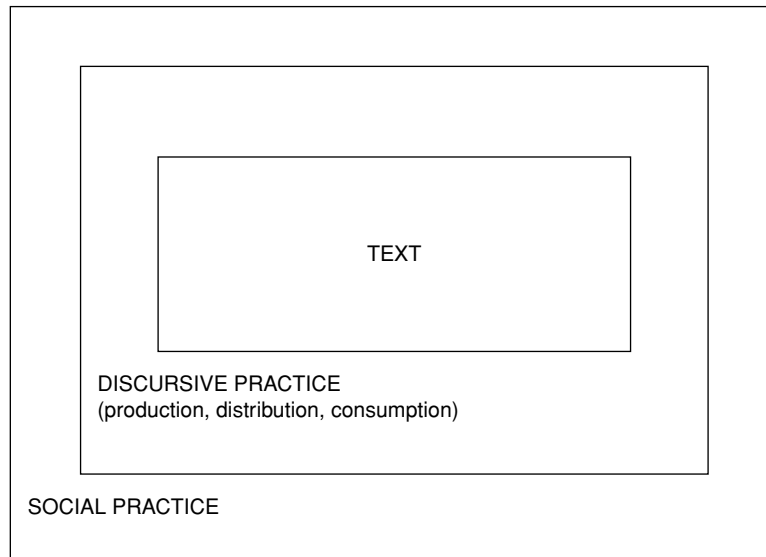 TEXT
DISCURSIVE PRACTICE
(production, distribution, consumption)
SOCIAL PRACTICE